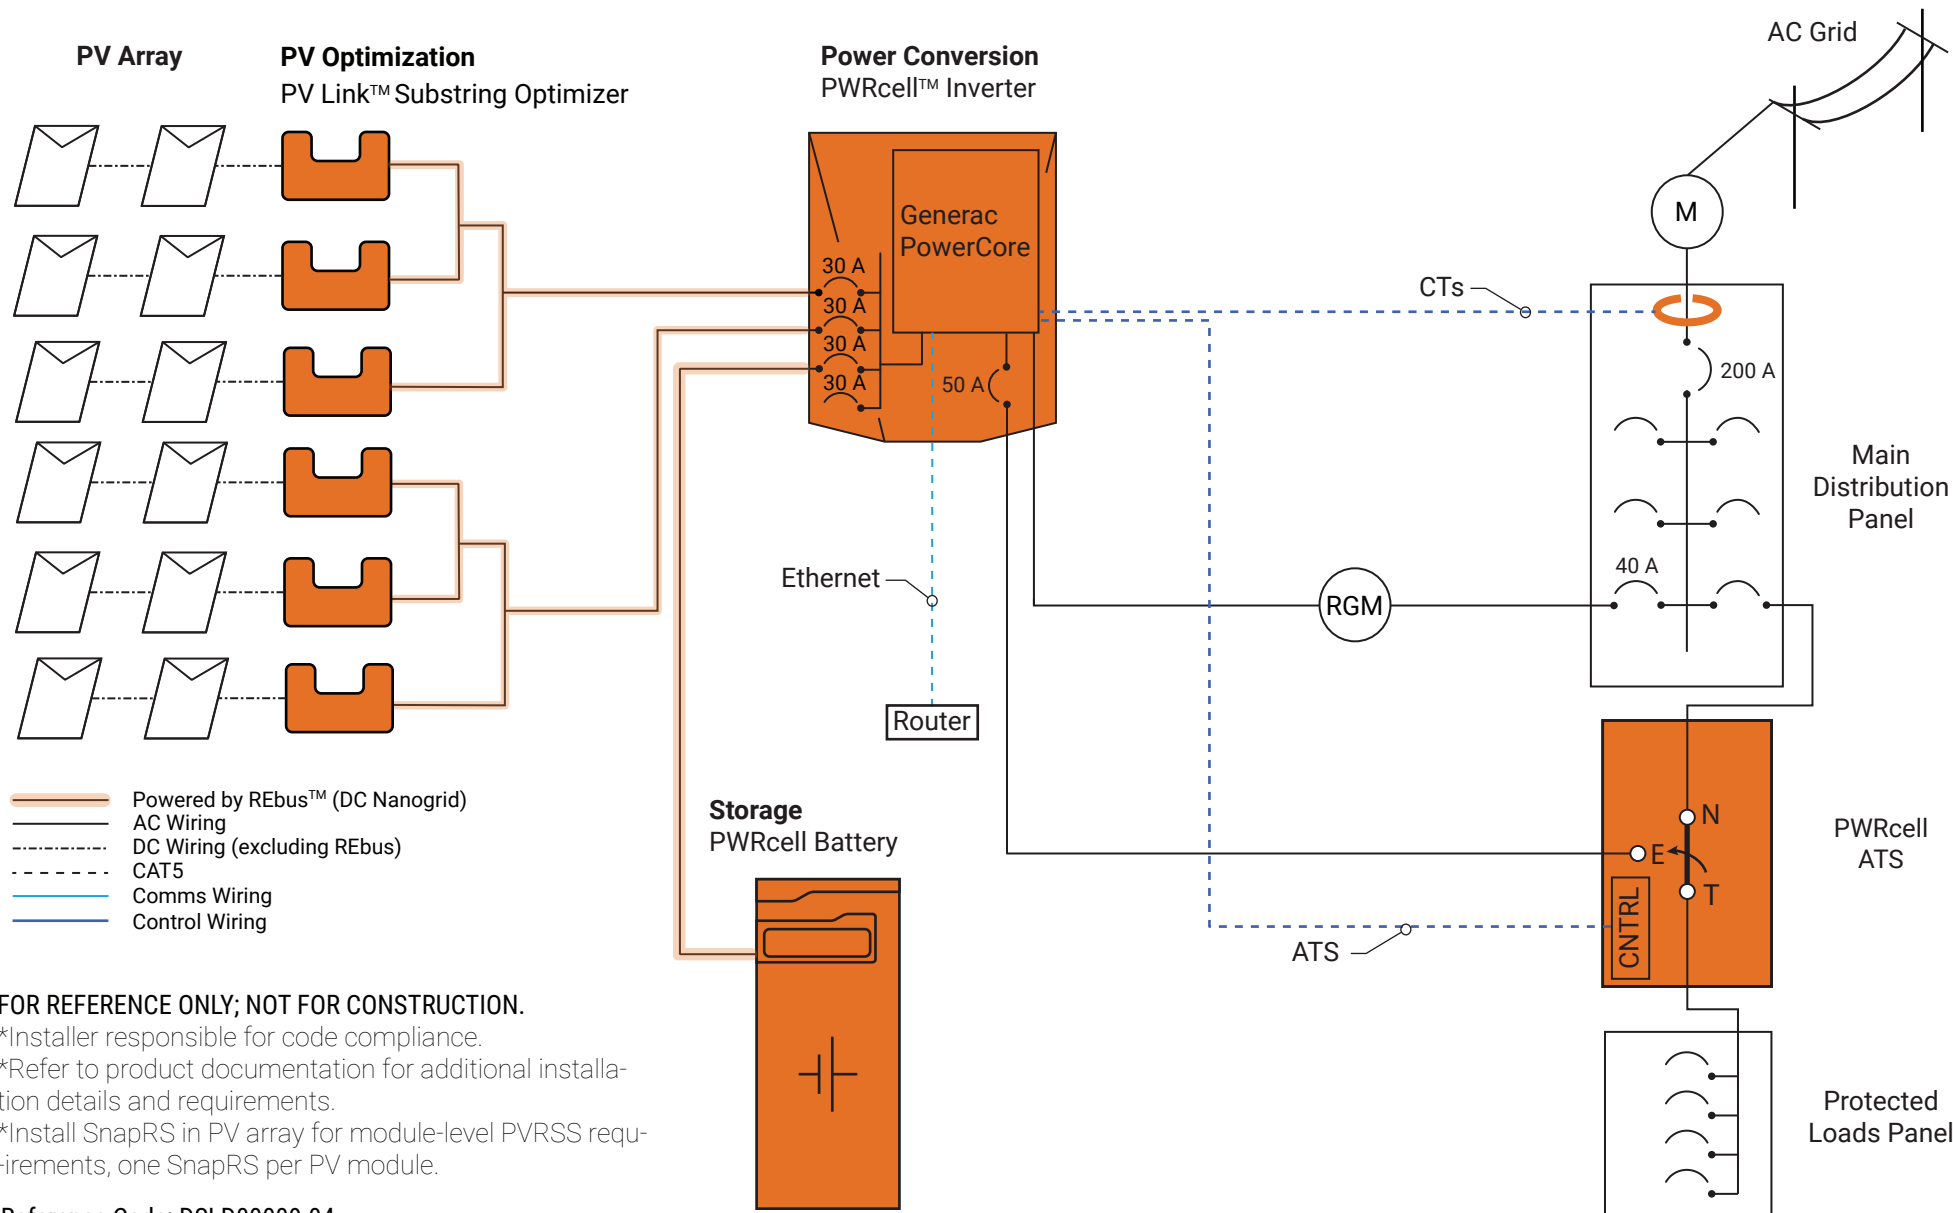 PV Array
PV Optimization
PV Link™ Substring Optimizer
Power Conversion
PWRcell™ Inverter
AC Grid
M
Generac
PowerCore
30 A
30 A
30 A
30 A
50 A
CTs
200 A
Main
Distribution
Panel
40 A
Ethernet
RGM
Router
Powered by REbus™ (DC Nanogrid)
AC Wiring
DC Wiring (excluding REbus)
CAT5
Comms Wiring
Control Wiring
Storage
PWRcell Battery
N
E
T
CNTRL
PWRcell
ATS
ATS
FOR REFERENCE ONLY; NOT FOR CONSTRUCTION.
*Installer responsible for code compliance.
*Refer to product documentation for additional installa-
tion details and requirements.
*Install SnapRS in PV array for module-level PVRSS requ-
-irements, one SnapRS per PV module.
Protected
Loads Panel